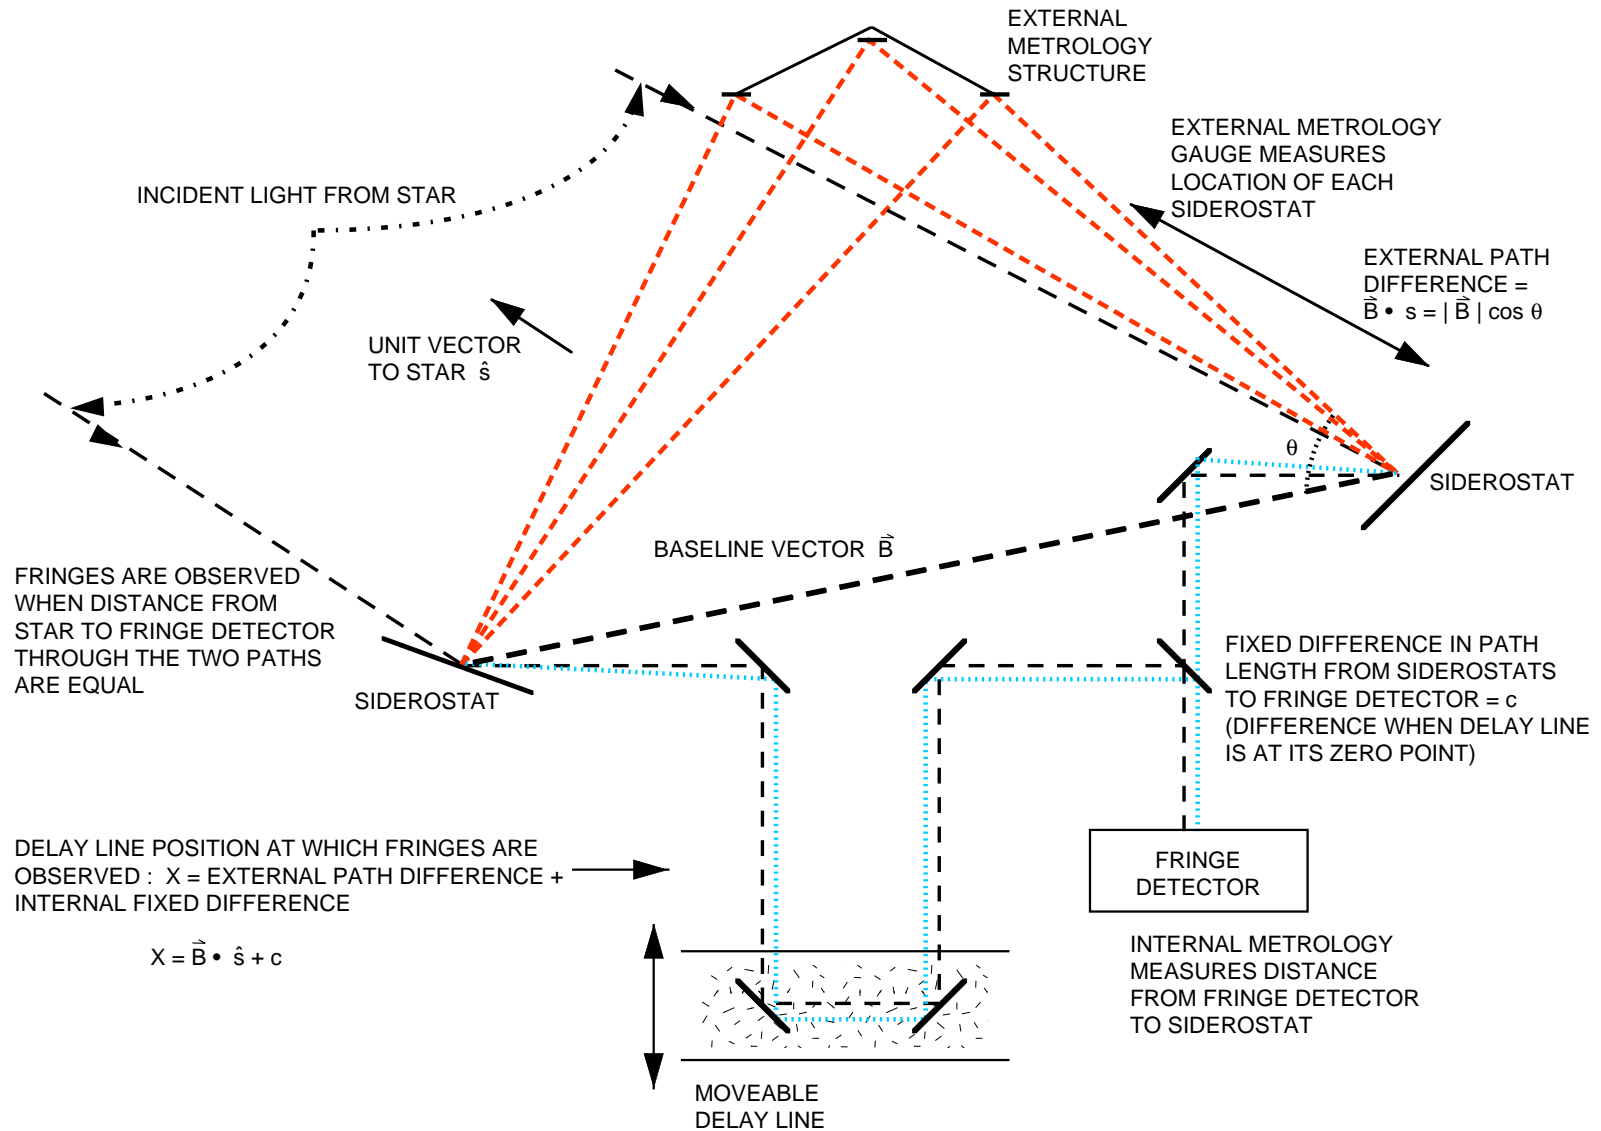 EXTERNAL
METROLOGY
STRUCTURE
EXTERNAL METROLOGY
GAUGE MEASURES
LOCATION OF EACH
SIDEROSTAT
INCIDENT LIGHT FROM STAR
EXTERNAL PATH
DIFFERENCE =
B⃗ • s = | B⃗ | cos θ
UNIT VECTOR
TO STAR ŝ
θ
SIDEROSTAT
BASELINE VECTOR B⃗
FRINGES ARE OBSERVED
WHEN DISTANCE FROM
STAR TO FRINGE DETECTOR
THROUGH THE TWO PATHS
ARE EQUAL
SIDEROSTAT
FIXED DIFFERENCE IN PATH
LENGTH FROM SIDEROSTATS
TO FRINGE DETECTOR = c
(DIFFERENCE WHEN DELAY LINE
IS AT ITS ZERO POINT)
DELAY LINE POSITION AT WHICH FRINGES ARE
OBSERVED : X = EXTERNAL PATH DIFFERENCE +
INTERNAL FIXED DIFFERENCE
X = B⃗ • ŝ + c
FRINGE
DETECTOR
INTERNAL METROLOGY
MEASURES DISTANCE
FROM FRINGE DETECTOR
TO SIDEROSTAT
MOVEABLE
DELAY LINE